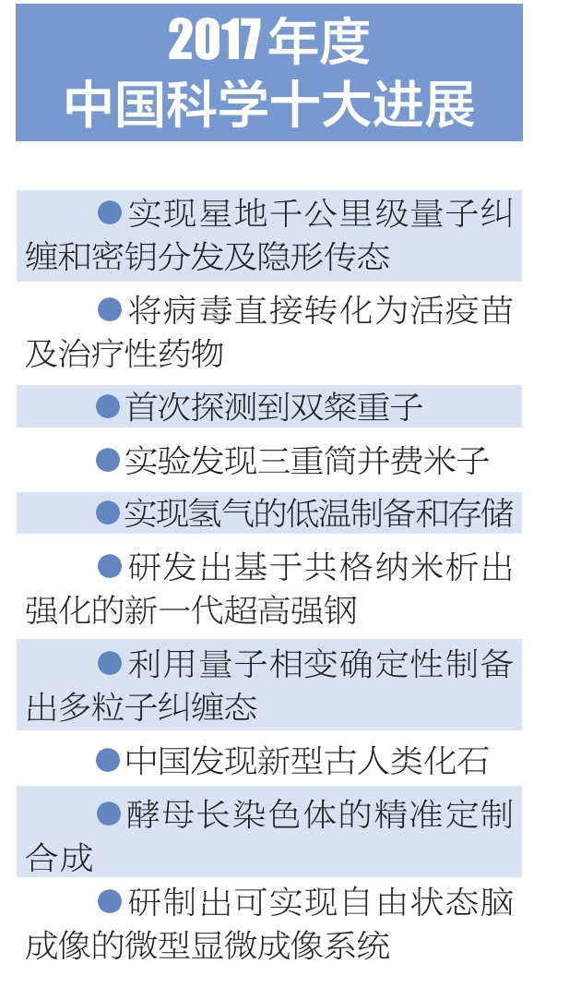 2017年度
中国科学十大进展
●实现星地千公里级量子纠
缠和密钥分发及隐形传态
●将病毒直接转化为活疫苗
及治疗性药物
●首次探测到双粲重子
●实验发现三重简并费米子
●实现氢气的低温制备和存储
●研发出基于共格纳米析出
强化的新一代超高强钢
●利用量子相变确定性制备
出多粒子纠缠态
●中国发现新型古人类化石
●酵母长染色体的精准定制
合成
●研制出可实现自由状态脑
成像的微型显微成像系统